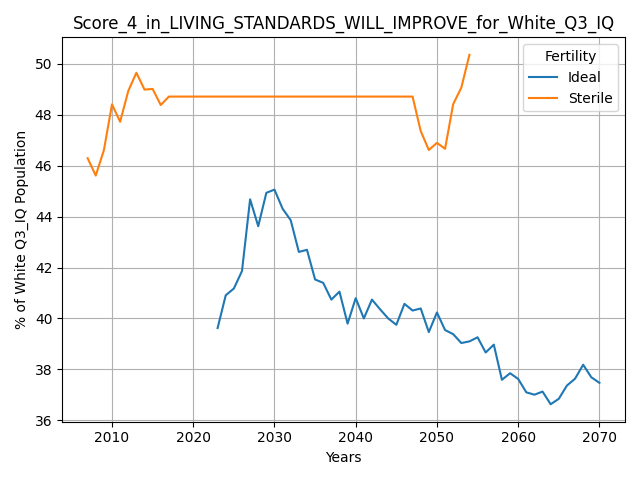 Score_4_in_LIVING_STANDARDS_WILL_IMPROVE_for_White_Q3_IQ
Fertility
Ideal
Sterile
% of White Q3_IQ Population
50
48
46
44
42
40
38
36
2010 2020 2030 2040 2050 2060 2070
Years